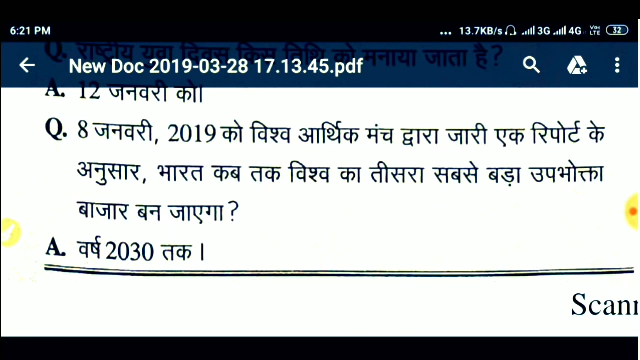 6:21 PM ... 13.7KB/s 3G 4G VoLTE 32
Q. राष्ट्रीय युवा दिवस किस तिथि को मनाया जाता है?
New Doc 2019-03-28 17.13.45.pdf
A. 12 जनवरी को।
Q. 8 जनवरी, 2019 को विश्व आर्थिक मंच द्वारा जारी एक रिपोर्ट के
अनुसार, भारत कब तक विश्व का तीसरा सबसे बड़ा उपभोक्ता
बाजार बन जाएगा?
A. वर्ष 2030 तक।
Scann